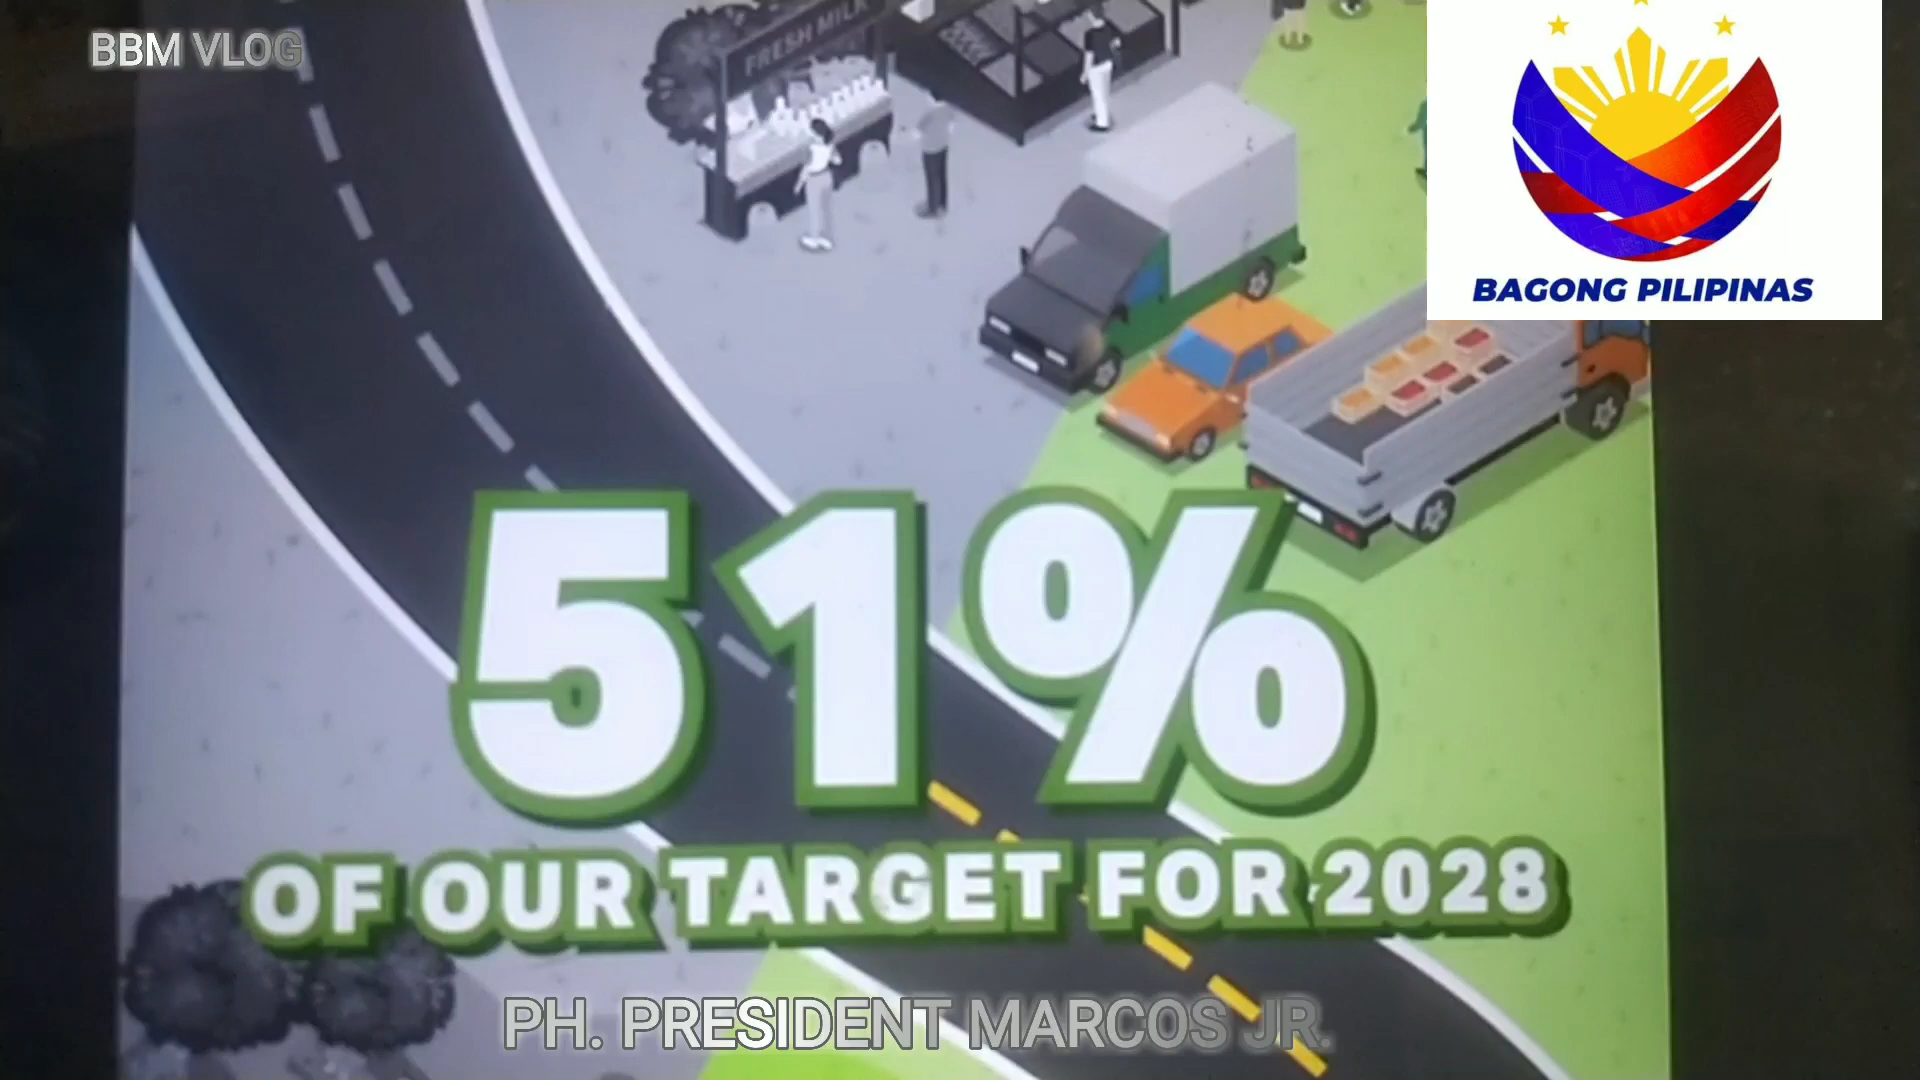 BBM VLOG
FRESH MILK
BAGONG PILIPINAS
51%
OF OUR TARGET FOR 2028
PH. PRESIDENT MARCOS JR.